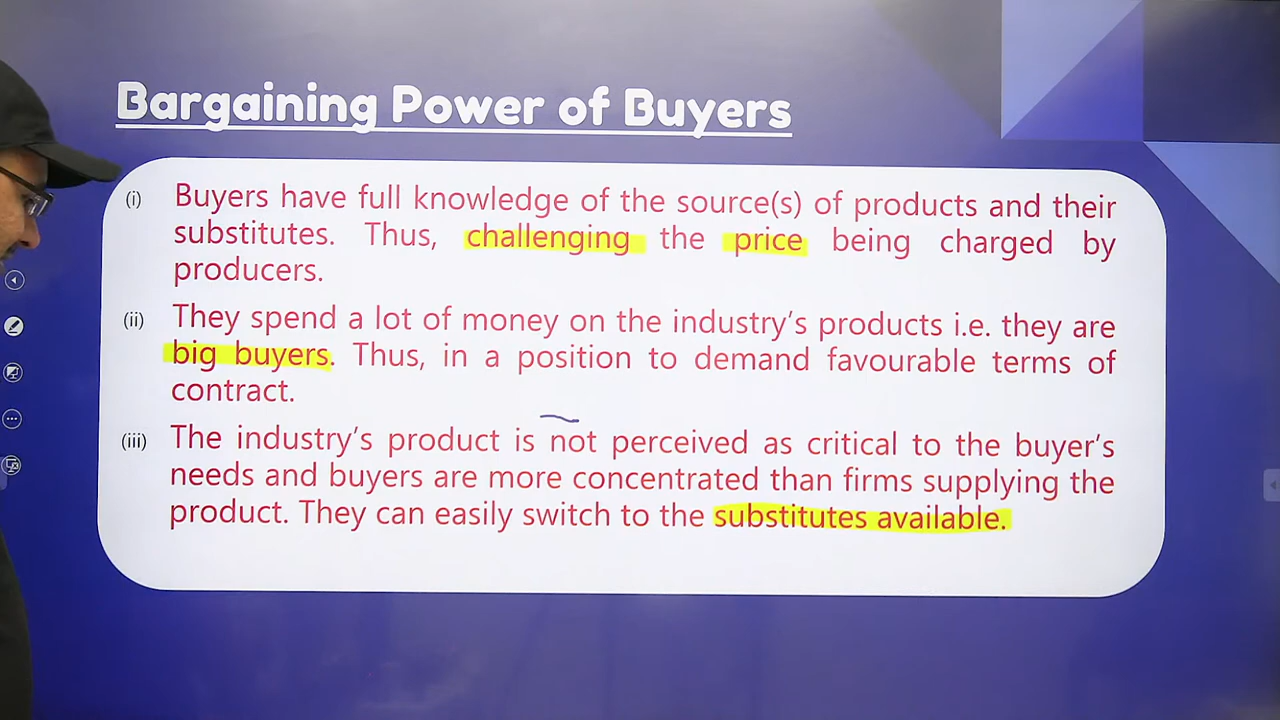 Bargaining Power of Buyers
(i) Buyers have full knowledge of the source(s) of products and their
substitutes. Thus, challenging the price being charged by
producers.
(ii) They spend a lot of money on the industry's products i.e. they are
big buyers. Thus, in a position to demand favourable terms of
contract.
(iii) The industry's product is not perceived as critical to the buyer's
needs and buyers are more concentrated than firms supplying the
product. They can easily switch to the substitutes available.